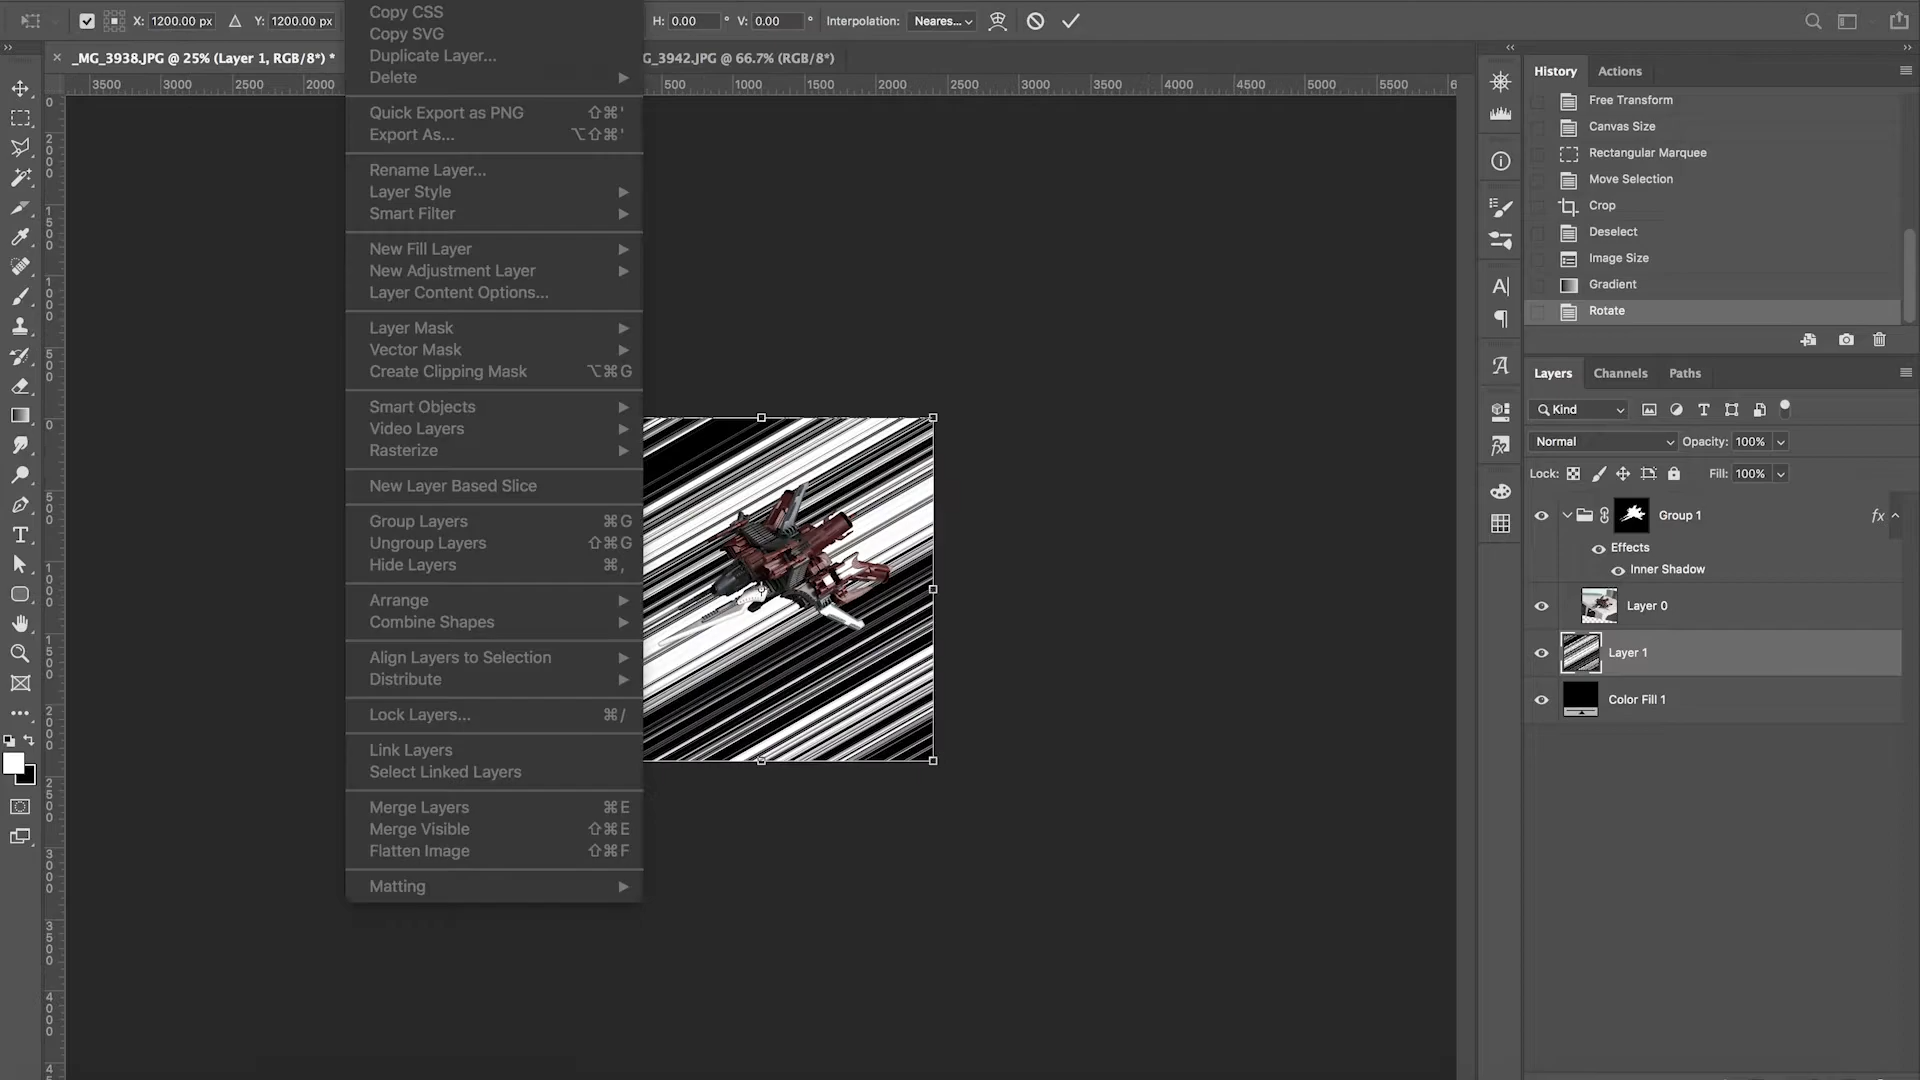 X: 1200.00 px Y: 1200.00 px H: 0.00 ° V: 0.00 ° Interpolation: Neares...
_MG_3938.JPG @ 25% (Layer 1, RGB/8*) *
G_3942.JPG @ 66.7% (RGB/8*)
3500 3000 2500 2000 500 1000 1500 2000 2500 3000 3500 4000 4500 5000 5500 6
Copy CSS
Copy SVG
Duplicate Layer...
Delete
Quick Export as PNG ⇧⌘'
Export As... ⌥⇧⌘'
Rename Layer...
Layer Style
Smart Filter
New Fill Layer
New Adjustment Layer
Layer Content Options...
Layer Mask
Vector Mask
Create Clipping Mask ⌥⌘G
Smart Objects
Video Layers
Rasterize
New Layer Based Slice
Group Layers ⌘G
Ungroup Layers ⇧⌘G
Hide Layers ⌘,
Arrange
Combine Shapes
Align Layers to Selection
Distribute
Lock Layers... ⌘/
Link Layers
Select Linked Layers
Merge Layers ⌘E
Merge Visible ⇧⌘E
Flatten Image ⇧⌘F
Matting
History Actions
Free Transform
Canvas Size
Rectangular Marquee
Move Selection
Crop
Deselect
Image Size
Gradient
Rotate
Layers Channels Paths
Kind
Normal Opacity: 100%
Lock: Fill: 100%
Group 1 fx
Effects
Inner Shadow
Layer 0
Layer 1
Color Fill 1